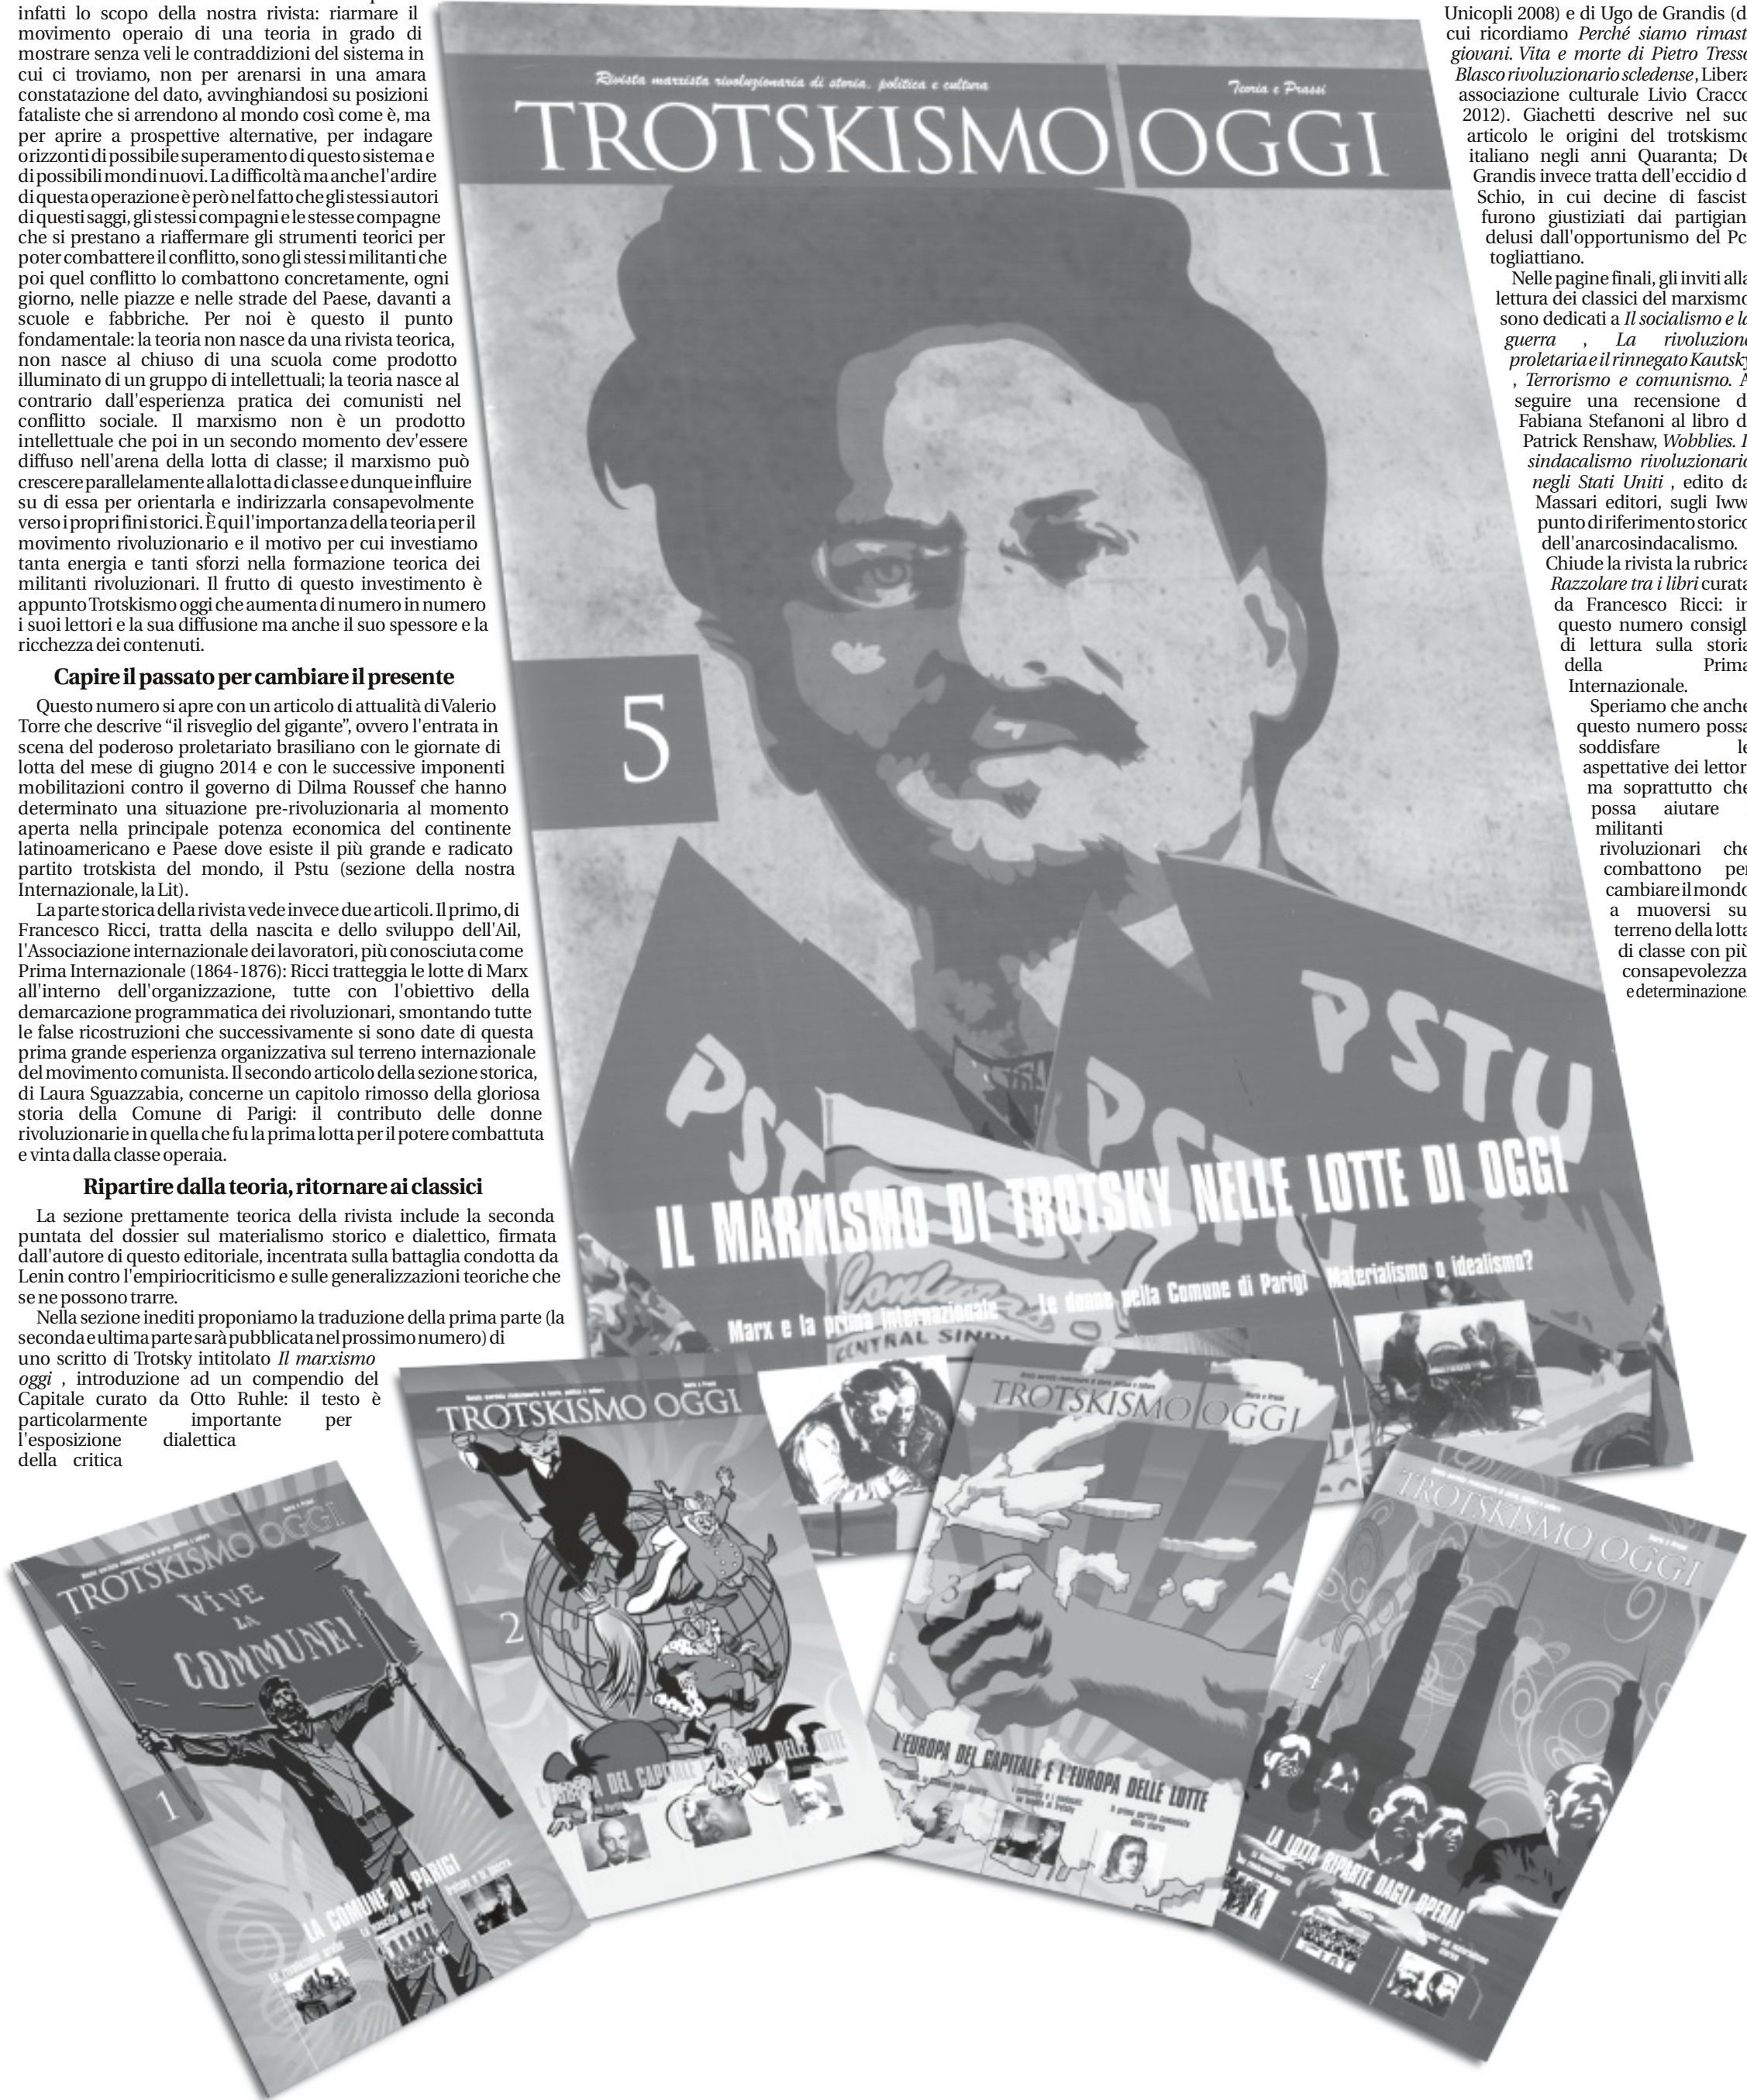 infatti lo scopo della nostra rivista: riarmare il
movimento operaio di una teoria in grado di
mostrare senza veli le contraddizioni del sistema in
cui ci troviamo, non per arenarsi in una amara
constatazione del dato, avvinghiandosi su posizioni
fataliste che si arrendono al mondo così come è, ma
per aprire a prospettive alternative, per indagare
orizzonti di possibile superamento di questo sistema e
di possibili mondi nuovi. La difficoltà ma anche l'ardire
di questa operazione è però nel fatto che gli stessi autori
di questi saggi, gli stessi compagni e le stesse compagne
che si prestano a riaffermare gli strumenti teorici per
poter combattere il conflitto, sono gli stessi militanti che
poi quel conflitto lo combattono concretamente, ogni
giorno, nelle piazze e nelle strade del Paese, davanti a
scuole e fabbriche. Per noi è questo il punto
fondamentale: la teoria non nasce da una rivista teorica,
non nasce al chiuso di una scuola come prodotto
illuminato di un gruppo di intellettuali; la teoria nasce al
contrario dall'esperienza pratica dei comunisti nel
conflitto sociale. Il marxismo non è un prodotto
intellettuale che poi in un secondo momento dev'essere
diffuso nell'arena della lotta di classe; il marxismo può
crescere parallelamente alla lotta di classe e dunque influire
su di essa per orientarla e indirizzarla consapevolmente
verso i propri fini storici. È qui l'importanza della teoria per il
movimento rivoluzionario e il motivo per cui investiamo
tanta energia e tanti sforzi nella formazione teorica dei
militanti rivoluzionari. Il frutto di questo investimento è
appunto Trotskismo oggi che aumenta di numero in numero
i suoi lettori e la sua diffusione ma anche il suo spessore e la
ricchezza dei contenuti.
Capire il passato per cambiare il presente
Questo numero si apre con un articolo di attualità di Valerio
Torre che descrive “il risveglio del gigante”, ovvero l'entrata in
scena del poderoso proletariato brasiliano con le giornate di
lotta del mese di giugno 2014 e con le successive imponenti
mobilitazioni contro il governo di Dilma Roussef che hanno
determinato una situazione pre-rivoluzionaria al momento
aperta nella principale potenza economica del continente
latinoamericano e Paese dove esiste il più grande e radicato
partito trotskista del mondo, il Pstu (sezione della nostra
Internazionale, la Lit).
La parte storica della rivista vede invece due articoli. Il primo, di
Francesco Ricci, tratta della nascita e dello sviluppo dell'Ail,
l'Associazione internazionale dei lavoratori, più conosciuta come
Prima Internazionale (1864-1876): Ricci tratteggia le lotte di Marx
all'interno dell'organizzazione, tutte con l'obiettivo della
demarcazione programmatica dei rivoluzionari, smontando tutte
le false ricostruzioni che successivamente si sono date di questa
prima grande esperienza organizzativa sul terreno internazionale
del movimento comunista. Il secondo articolo della sezione storica,
di Laura Sguazzabia, concerne un capitolo rimosso della gloriosa
storia della Comune di Parigi: il contributo delle donne
rivoluzionarie in quella che fu la prima lotta per il potere combattuta
e vinta dalla classe operaia.
Ripartire dalla teoria, ritornare ai classici
La sezione prettamente teorica della rivista include la seconda
puntata del dossier sul materialismo storico e dialettico, firmata
dall'autore di questo editoriale, incentrata sulla battaglia condotta da
Lenin contro l'empiriocriticismo e sulle generalizzazioni teoriche che
se ne possono trarre.
Nella sezione inediti proponiamo la traduzione della prima parte (la
seconda e ultima parte sarà pubblicata nel prossimo numero) di
uno scritto di Trotsky intitolato Il marxismo
oggi , introduzione ad un compendio del
Capitale curato da Otto Ruhle: il testo è
particolarmente importante per
l'esposizione dialettica
della critica
Unicopli 2008) e di Ugo de Grandis (d
cui ricordiamo Perché siamo rimast
giovani. Vita e morte di Pietro Tresso
Blasco rivoluzionario scledense , Libera
associazione culturale Livio Cracco
2012). Giachetti descrive nel suo
articolo le origini del trotskismo
italiano negli anni Quaranta; De
Grandis invece tratta dell'eccidio d
Schio, in cui decine di fascist
furono giustiziati dai partigian
delusi dall'opportunismo del Pc
togliattiano.
Nelle pagine finali, gli inviti alla
lettura dei classici del marxismo
sono dedicati a Il socialismo e la
guerra , La rivoluzione
proletaria e il rinnegato Kautsky
, Terrorismo e comunismo. A
seguire una recensione d
Fabiana Stefanoni al libro d
Patrick Renshaw, Wobblies. I
sindacalismo rivoluzionario
negli Stati Uniti , edito da
Massari editori, sugli Iww
punto di riferimento storico
dell'anarcosindacalismo.
Chiude la rivista la rubrica
Razzolare tra i libri curata
da Francesco Ricci: in
questo numero consigl
di lettura sulla storia
della Prima
Internazionale.
Speriamo che anche
questo numero possa
soddisfare le
aspettative dei lettor
ma soprattutto che
possa aiutare
militanti
rivoluzionari che
combattono per
cambiare il mondo
a muoversi su
terreno della lotta
di classe con più
consapevolezza
e determinazione.
Rivista marxista rivoluzionaria di storia, politica e cultura
Teoria e Prassi
TROTSKISMO OGGI
5
PSTU
PSTU
PSTU
IL MARXISMO DI TROTSKY NELLE LOTTE DI OGGI
Marx e la prima internazionale
Le donne nella Comune di Parigi
Materialismo o idealismo?
Conlutas
CENTRAL SIND
TROTSKISMO OGGI
VIVE
LA
COMMUNE!
1
LA COMUNE DI PARIGI
TROTSKISMO OGGI
2
L'EUROPA DEL CAPITALE E L'EUROPA DELLE LOTTE
TROTSKISMO OGGI
3
L'EUROPA DEL CAPITALE E L'EUROPA DELLE LOTTE
Il primo partito comunista
della storia
TROTSKISMO OGGI
4
LA LOTTA RIPARTE DAGLI OPERAI